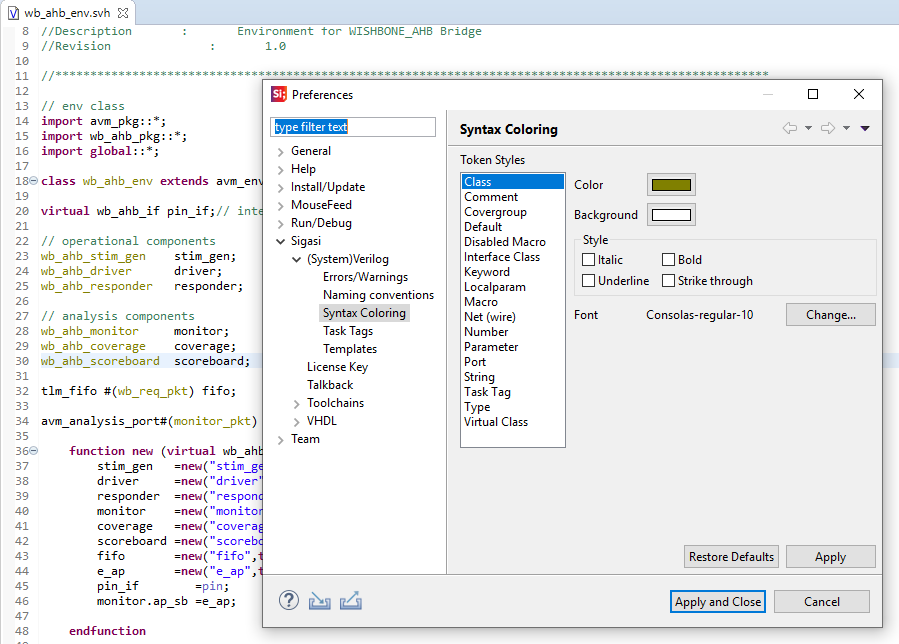 wb_ahb_env.svh
8 //Description : Environment for WISHBONE_AHB Bridge
9 //Revision : 1.0
10
11 //******************************************************************************************************
12
13 // env class
14 import avm_pkg::*;
15 import wb_ahb_pkg::*;
16 import global::*;
17
18 class wb_ahb_env extends avm_env
19
20 virtual wb_ahb_if pin_if;// inte
21
22 // operational components
23 wb_ahb_stim_gen stim_gen;
24 wb_ahb_driver driver;
25 wb_ahb_responder responder;
26
27 // analysis components
28 wb_ahb_monitor monitor;
29 wb_ahb_coverage coverage;
30 wb_ahb_scoreboard scoreboard;
31
32 tlm_fifo #(wb_req_pkt) fifo;
33
34 avm_analysis_port#(monitor_pkt)
35
36 function new (virtual wb_ahb
37 stim_gen =new("stim_ge
38 driver =new("driver"
39 responder =new("respond
40 monitor =new("monitor
41 coverage =new("coverag
42 scoreboard =new("scorebo
43 fifo =new("fifo",t
44 e_ap =new("e_ap",t
45 pin_if =pin;
46 monitor.ap_sb =e_ap;
47
48 endfunction
Si; Preferences
type filter text
General
Help
Install/Update
MouseFeed
Run/Debug
Sigasi
(System)Verilog
Errors/Warnings
Naming conventions
Syntax Coloring
Task Tags
Templates
License Key
Talkback
Toolchains
VHDL
Team
Syntax Coloring
Token Styles
Class
Comment
Covergroup
Default
Disabled Macro
Interface Class
Keyword
Localparam
Macro
Net (wire)
Number
Parameter
Port
String
Task Tag
Type
Virtual Class
Color
Background
Style
Italic Bold
Underline Strike through
Font Consolas-regular-10 Change...
Restore Defaults Apply
Apply and Close Cancel